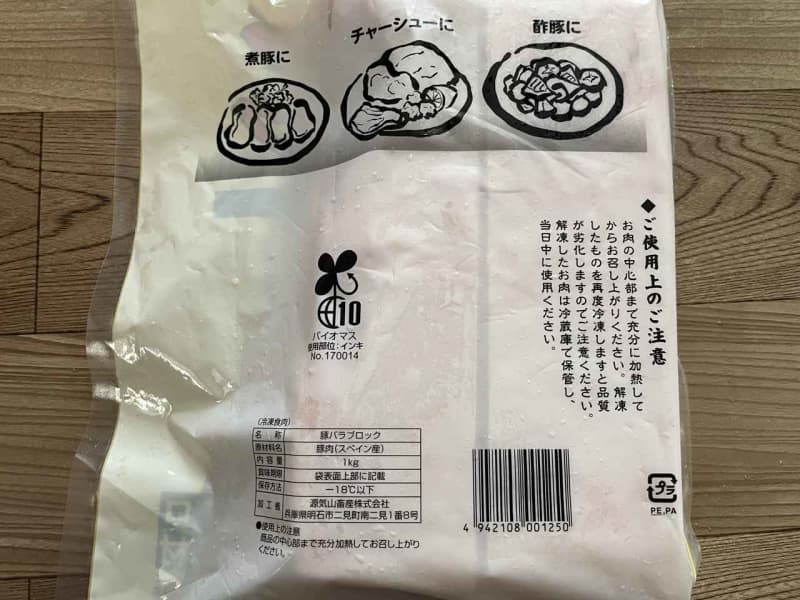 煮豚に
チャーシューに
酢豚に
◆ご使用上のご注意
お肉の中心部まで充分に加熱して
からお召し上がりください。解凍
したものを再度冷凍しますと品質
が劣化しますのでご注意ください。
解凍したお肉は冷蔵庫で保管し、
当日中に使用ください。
10
バイオマス
使用部位:インキ
No.170014
(冷凍食肉)
名 称 豚バラブロック
原材料名 豚肉(スペイン産)
内容量 1kg
賞味期限 袋表面上部に記載
保存方法 －18℃以下
加工者 源気山畜産株式会社
兵庫県明石市二見町南二見1番8号
●使用上の注意
商品の中心部まで充分加熱してお召し上がり
ください。
4 942108 001250
プラ
PE,PA